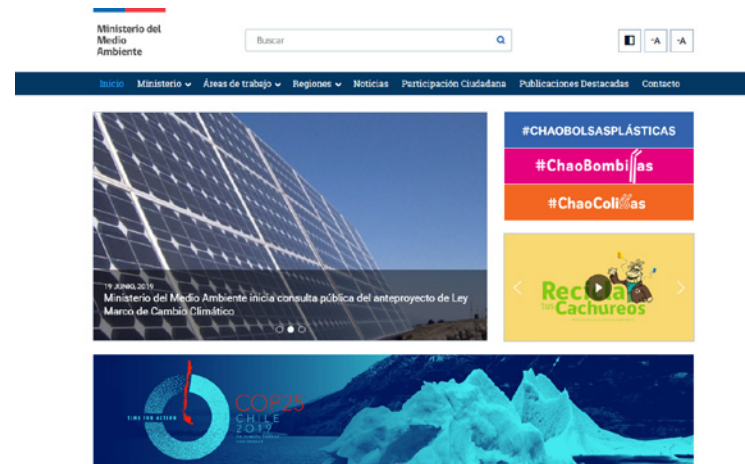 Ministerio del
Medio
Ambiente
Buscar
-A +A
Inicio Ministerio Áreas de trabajo Regiones Noticias Participación Ciudadana Publicaciones Destacadas Contacto
#CHAOBOLSASPLÁSTICAS
#ChaoBombillas
#ChaoColillas
19 JUNIO, 2019
Ministerio del Medio Ambiente inicia consulta pública del anteproyecto de Ley
Marco de Cambio Climático
Recicla
TUS Cachureos
TIME FOR ACTION
COP25
CHILE
2019